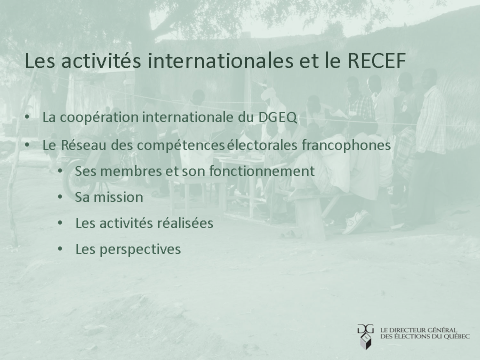 Les activités internationales et le RECEF
• La coopération internationale du DGEQ
• Le Réseau des compétences électorales francophones
• Ses membres et son fonctionnement
• Sa mission
• Les activités réalisées
• Les perspectives
LE DIRECTEUR GÉNÉRAL
DES ÉLECTIONS DU QUÉBEC